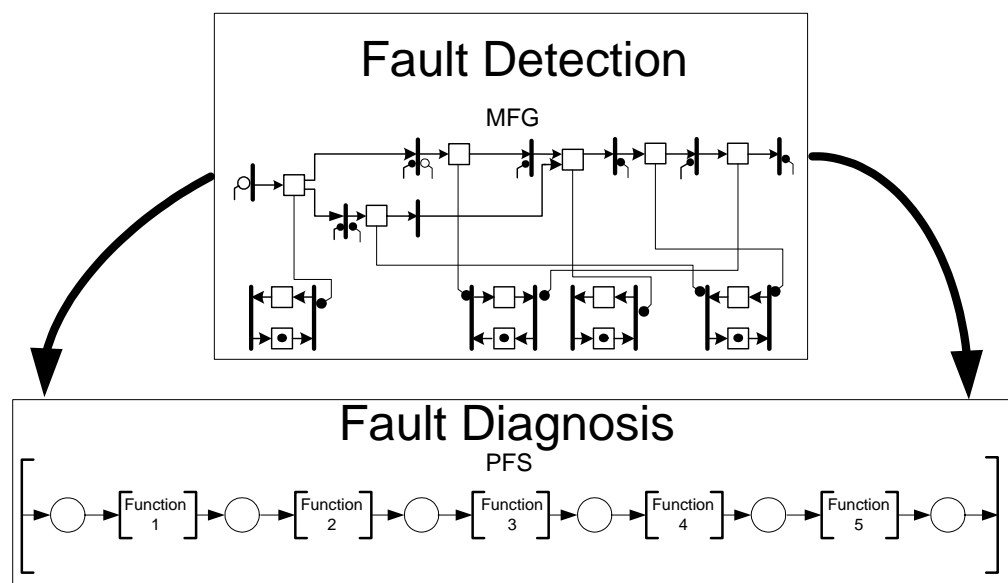 Fault Detection
MFG
Fault Diagnosis
PFS
Function
1
Function
2
Function
3
Function
4
Function
5